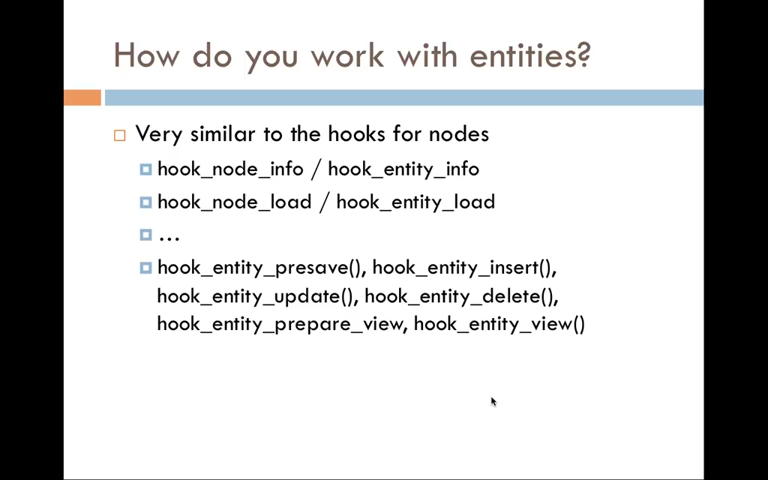 How do you work with entities?
Very similar to the hooks for nodes
hook_node_info / hook_entity_info
hook_node_load / hook_entity_load
...
hook_entity_presave(), hook_entity_insert(),
hook_entity_update(), hook_entity_delete(),
hook_entity_prepare_view, hook_entity_view()